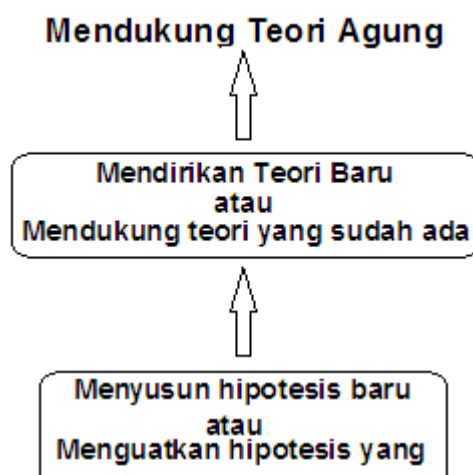 Mendukung Teori Agung
Mendirikan Teori Baru
atau
Mendukung teori yang sudah ada
Menyusun hipotesis baru
atau
Menguatkan hipotesis yang